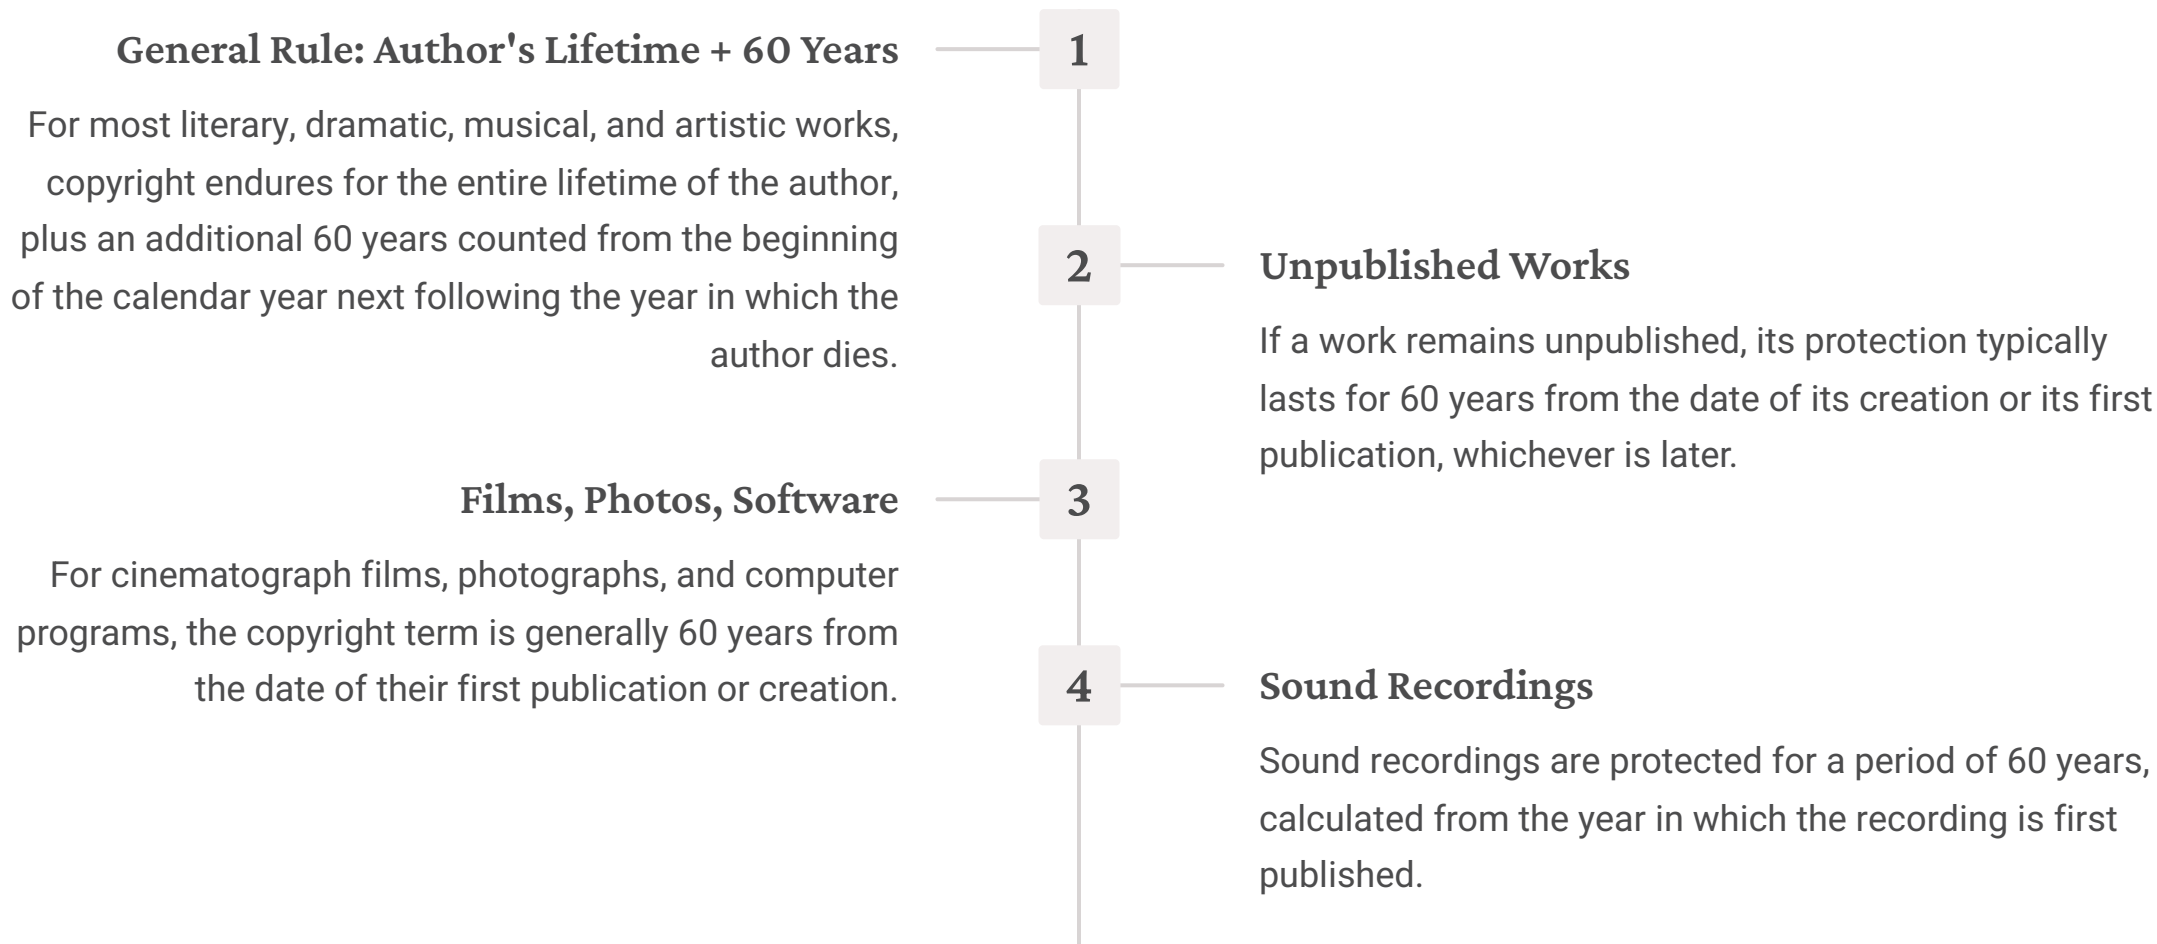 General Rule: Author's Lifetime + 60 Years
1
For most literary, dramatic, musical, and artistic works,
copyright endures for the entire lifetime of the author,
plus an additional 60 years counted from the beginning
of the calendar year next following the year in which the
author dies.
2
Unpublished Works
If a work remains unpublished, its protection typically
lasts for 60 years from the date of its creation or its first
publication, whichever is later.
Films, Photos, Software
3
For cinematograph films, photographs, and computer
programs, the copyright term is generally 60 years from
the date of their first publication or creation.
4
Sound Recordings
Sound recordings are protected for a period of 60 years,
calculated from the year in which the recording is first
published.